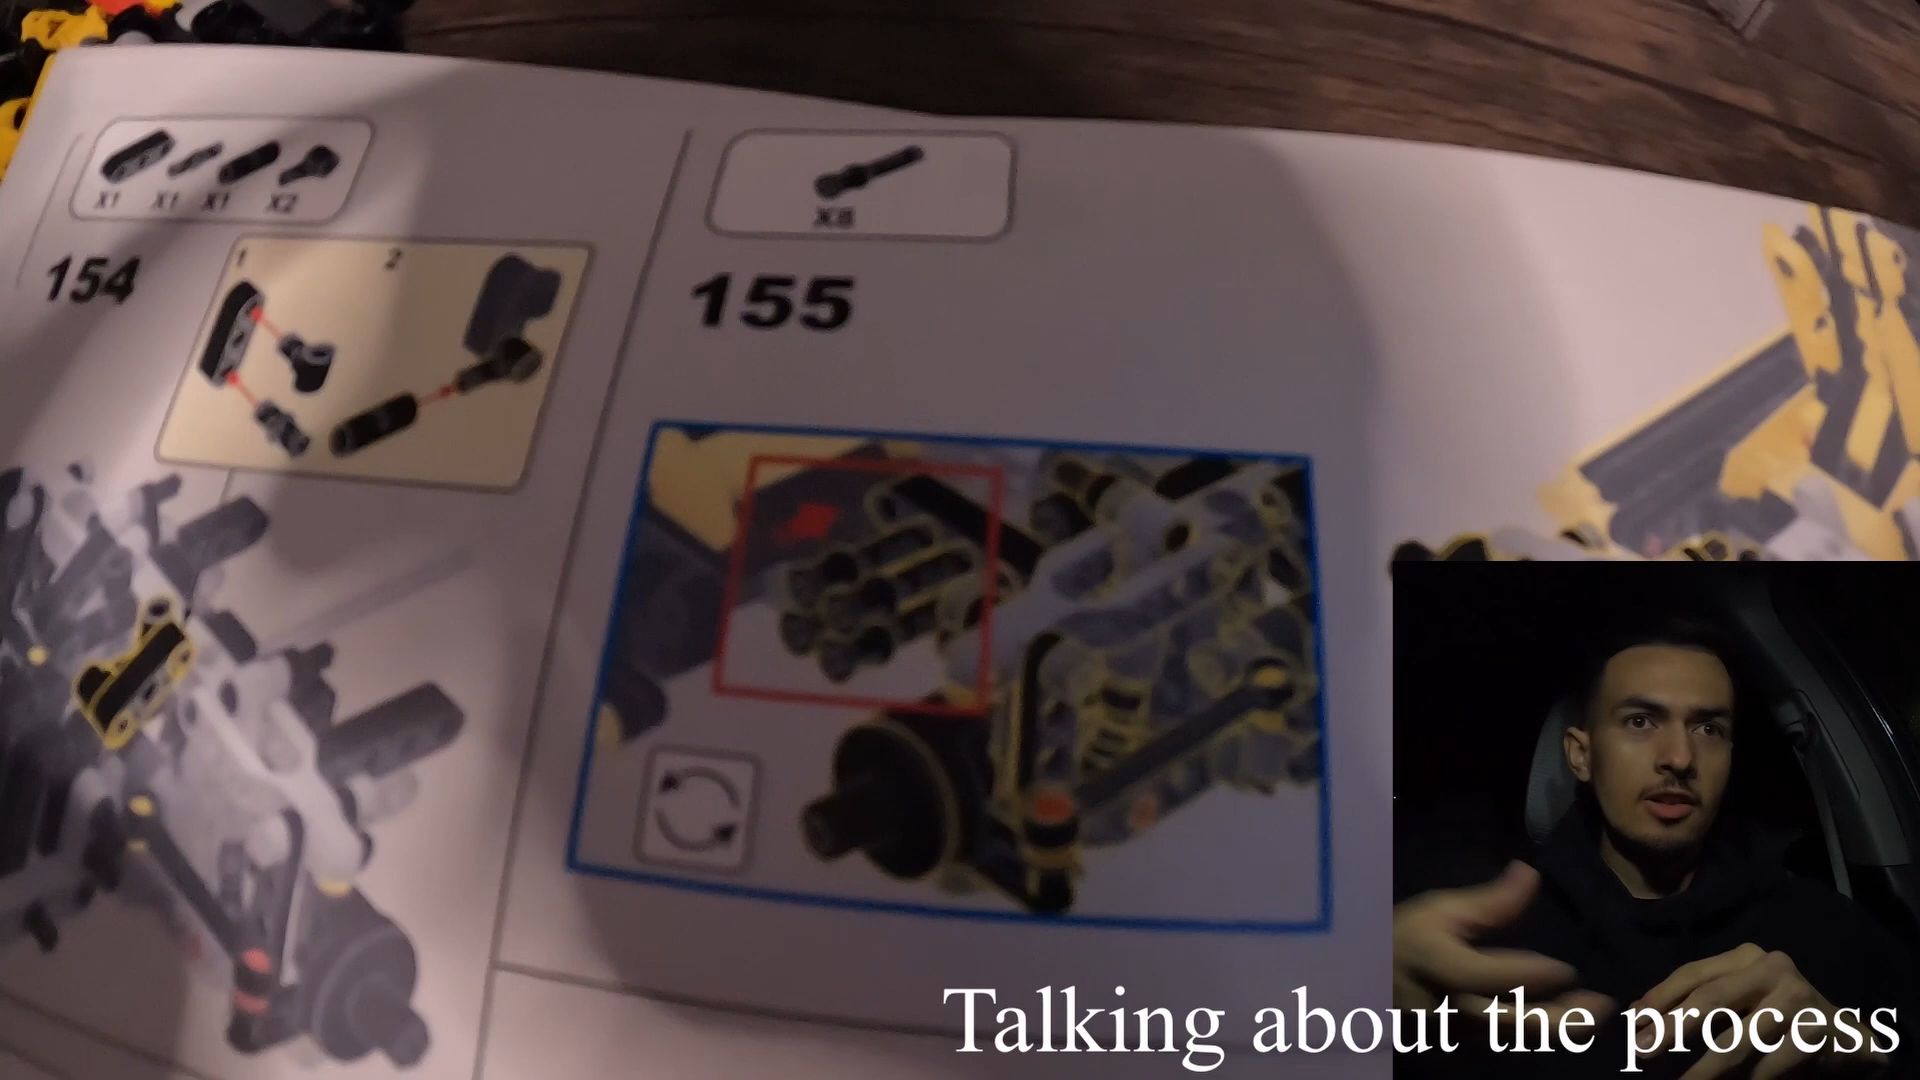 X1 X1 X1 X2
154
1 2
X8
155
Talking about the process